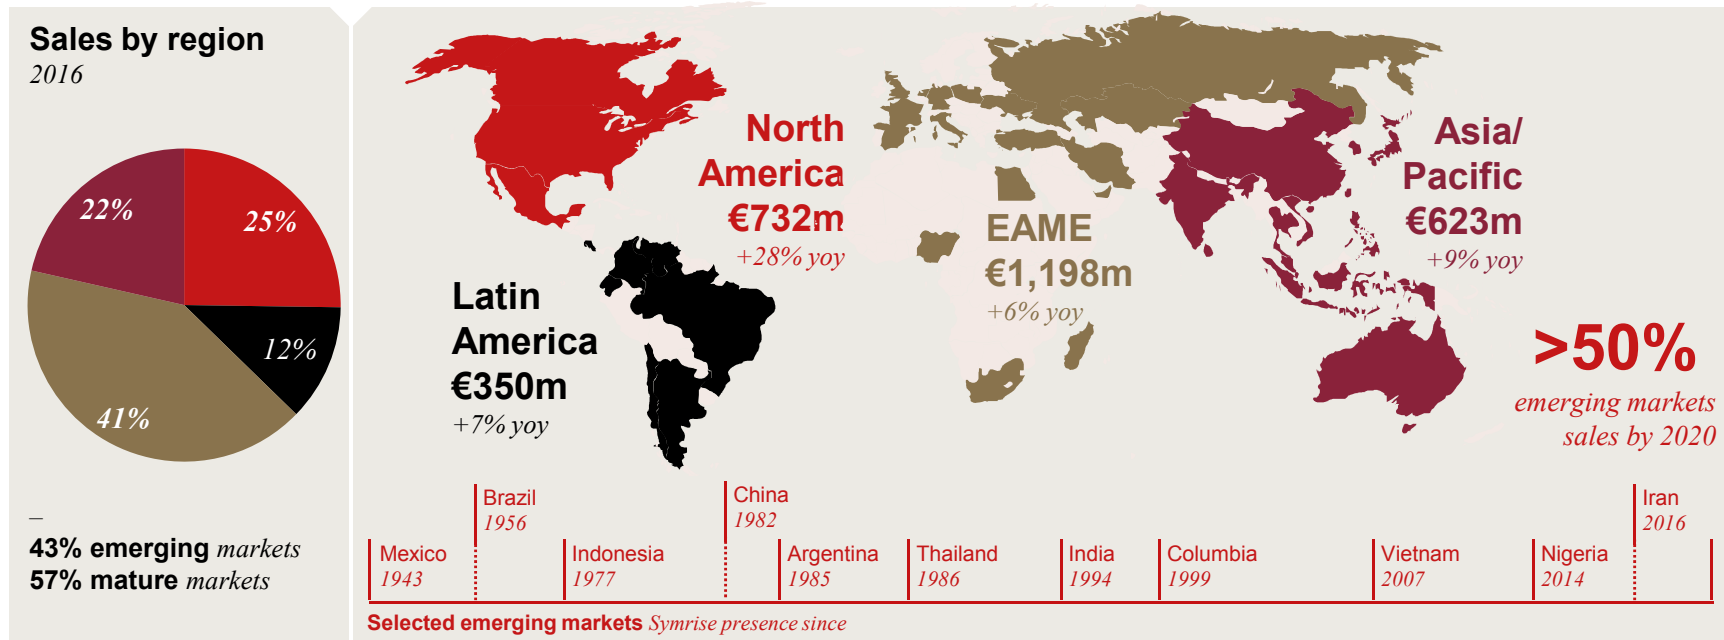 Sales by region
2016
22%
25%
12%
41%
–
43% emerging markets
57% mature markets
North
America
€732m
+28% yoy
Latin
America
€350m
+7% yoy
EAME
€1,198m
+6% yoy
Asia/
Pacific
€623m
+9% yoy
>50%
emerging markets
sales by 2020
Mexico
1943
Brazil
1956
Indonesia
1977
China
1982
Argentina
1985
Thailand
1986
India
1994
Columbia
1999
Vietnam
2007
Nigeria
2014
Iran
2016
Selected emerging markets Symrise presence since